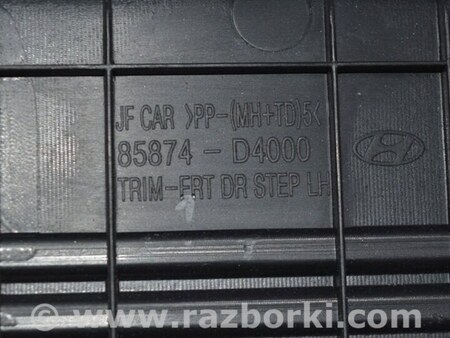 JF CAR >PP-(MH+TD)5<
85874 - D4000
TRIM-FRT DR STEP LH
© www.razborki.com